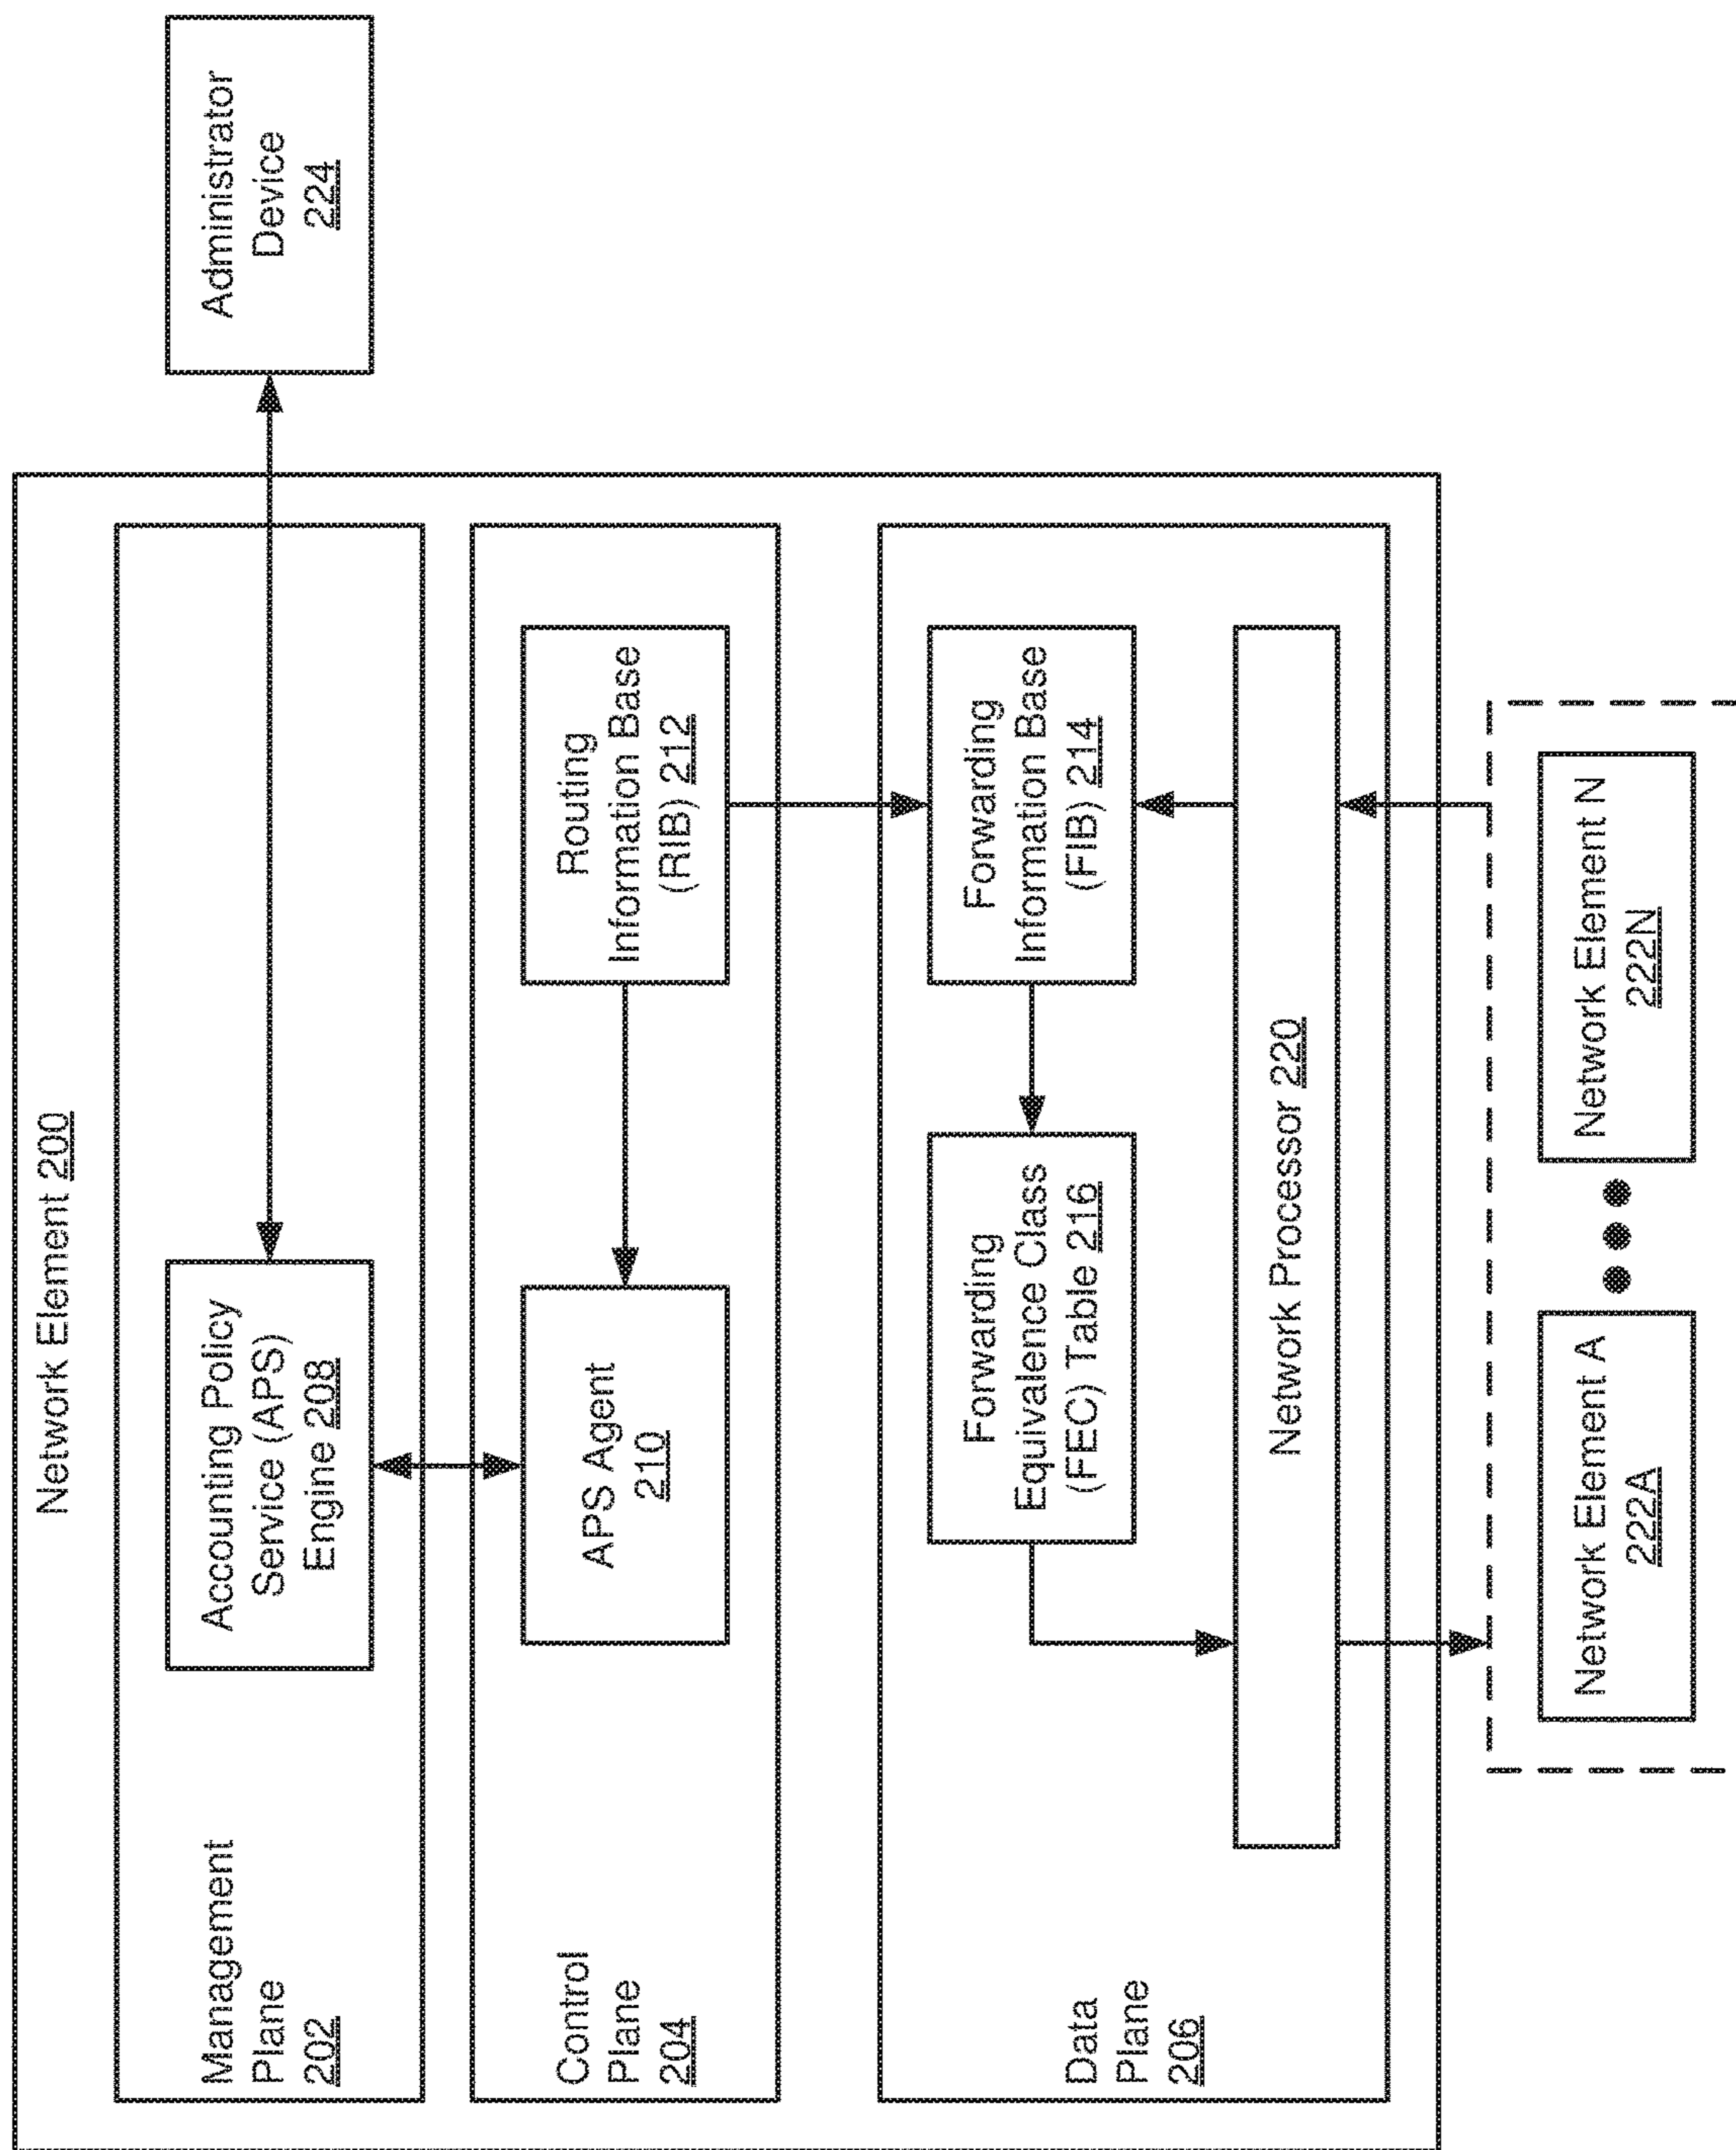 Network Element 200
Management
Plane
202
Accounting Policy
Service (APS)
Engine 208
Administrator
Device
224
Control
Plane
204
APS Agent
210
Routing
Information Base
(RIB) 212
Data
Plane
206
Forwarding
Equivalence Class
(FEC) Table 216
Forwarding
Information Base
(FIB) 214
Network Processor 220
Network Element A
222A
Network Element N
222N